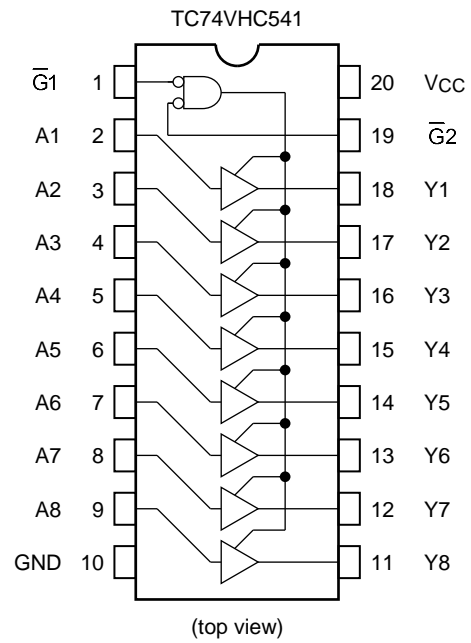 TC74VHC541
G̅1 1 20 VCC
A1 2 19 G̅2
A2 3 18 Y1
A3 4 17 Y2
A4 5 16 Y3
A5 6 15 Y4
A6 7 14 Y5
A7 8 13 Y6
A8 9 12 Y7
GND 10 11 Y8
(top view)